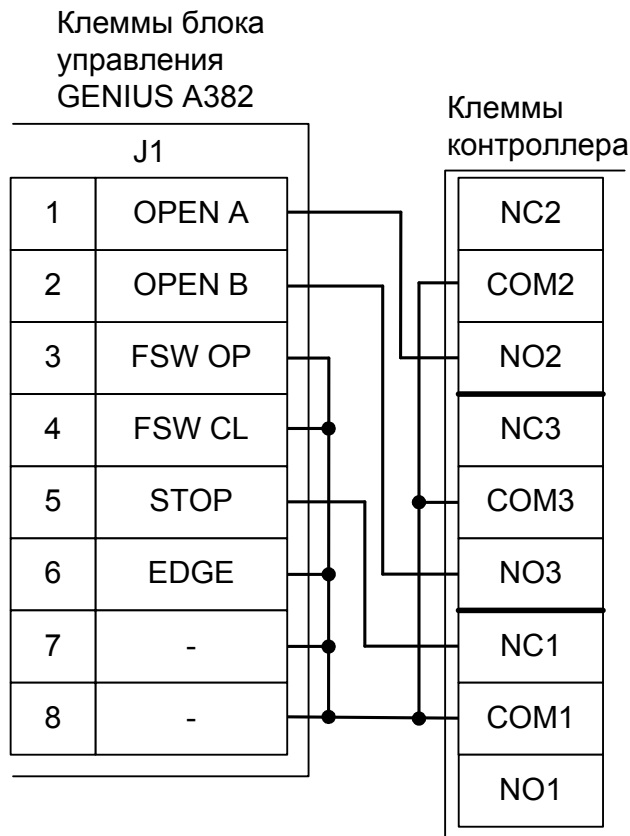 Клеммы блока
управления
GENIUS A382
Клеммы
контроллера
J1
1 OPEN A
2 OPEN B
3 FSW OP
4 FSW CL
5 STOP
6 EDGE
7 -
8 -
NC2
COM2
NO2
NC3
COM3
NO3
NC1
COM1
NO1